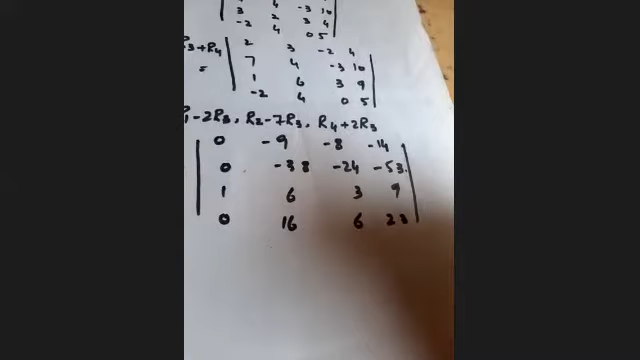 3 2 -3 10
-2 4 3 4
0 5
R3+R4 2 3 -2 4
= 7 4 -3 10
1 6 3 9
-2 4 0 5
R1-2R3, R2-7R3, R4+2R3
0 -9 -8 -14
0 -38 -24 -53
1 6 3 9
0 16 6 23